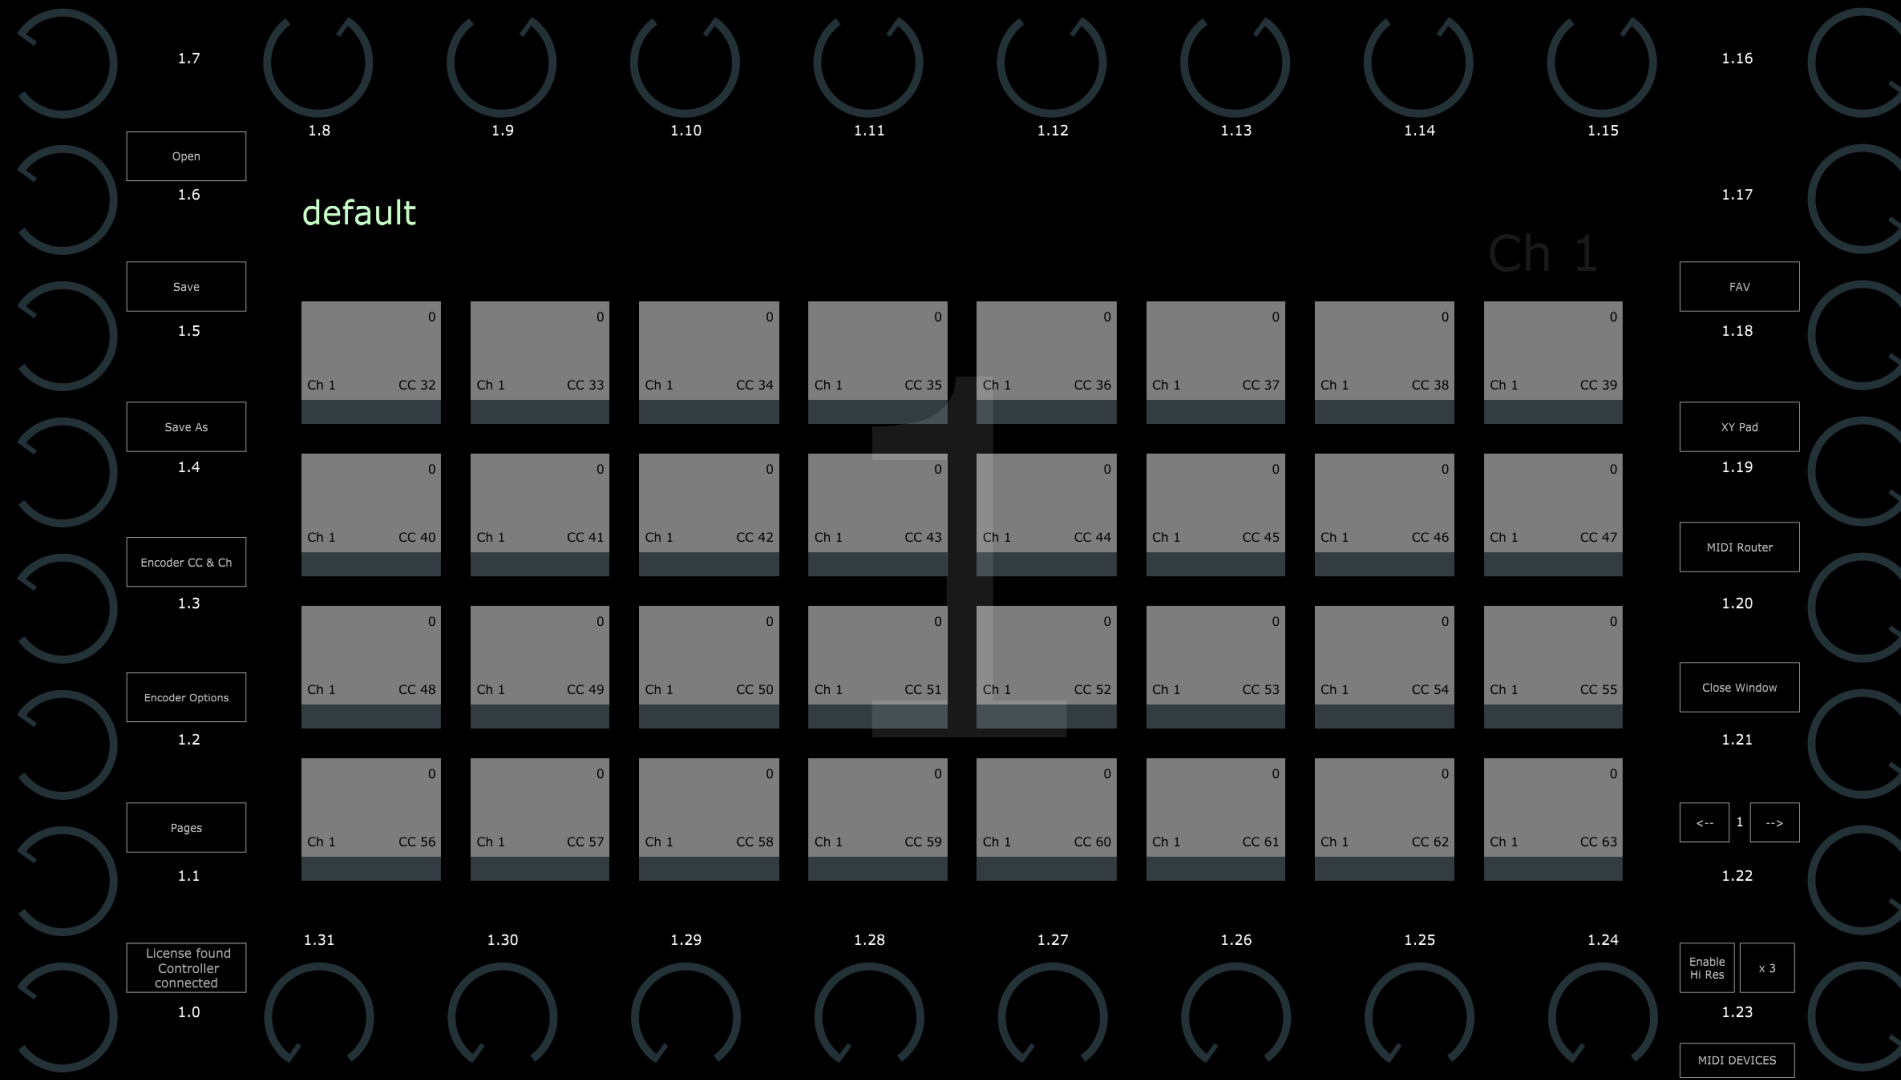 1.7
1.16
1.8 1.9 1.10 1.11 1.12 1.13 1.14 1.15
Open
1.6
1.17
default
Ch 1
Save
FAV
1.5
1.18
0 0 0 0 0 0 0 0
Ch 1 CC 32 Ch 1 CC 33 Ch 1 CC 34 Ch 1 CC 35 Ch 1 CC 36 Ch 1 CC 37 Ch 1 CC 38 Ch 1 CC 39
Save As
XY Pad
1.4
1.19
0 0 0 0 0 0 0 0
Ch 1 CC 40 Ch 1 CC 41 Ch 1 CC 42 Ch 1 CC 43 Ch 1 CC 44 Ch 1 CC 45 Ch 1 CC 46 Ch 1 CC 47
1
Encoder CC & Ch
MIDI Router
1.3
1.20
0 0 0 0 0 0 0 0
Ch 1 CC 48 Ch 1 CC 49 Ch 1 CC 50 Ch 1 CC 51 Ch 1 CC 52 Ch 1 CC 53 Ch 1 CC 54 Ch 1 CC 55
Encoder Options
Close Window
1.2
1.21
0 0 0 0 0 0 0 0
Ch 1 CC 56 Ch 1 CC 57 Ch 1 CC 58 Ch 1 CC 59 Ch 1 CC 60 Ch 1 CC 61 Ch 1 CC 62 Ch 1 CC 63
Pages
<-- 1 -->
1.1
1.22
1.31 1.30 1.29 1.28 1.27 1.26 1.25 1.24
License found
Controller
connected
Enable
Hi Res
x 3
1.0
1.23
MIDI DEVICES